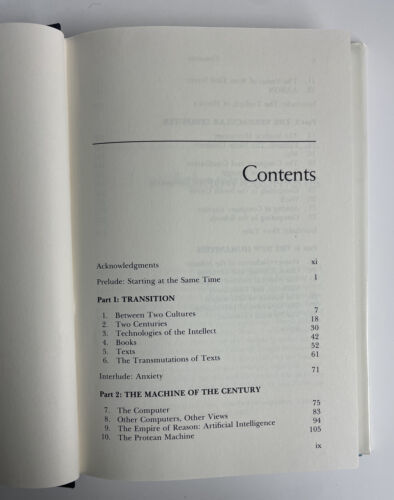 Contents
Acknowledgments xi
Prelude: Starting at the Same Time 1
Part 1: TRANSITION
1. Between Two Cultures 7
2. Two Centuries 18
3. Technologies of the Intellect 30
4. Books 42
5. Texts 52
6. The Transmutations of Texts 61
Interlude: Anxiety 71
Part 2: THE MACHINE OF THE CENTURY
7. The Computer 75
8. Other Computers, Other Views 83
9. The Empire of Reason: Artificial Intelligence 94
10. The Protean Machine 105
ix